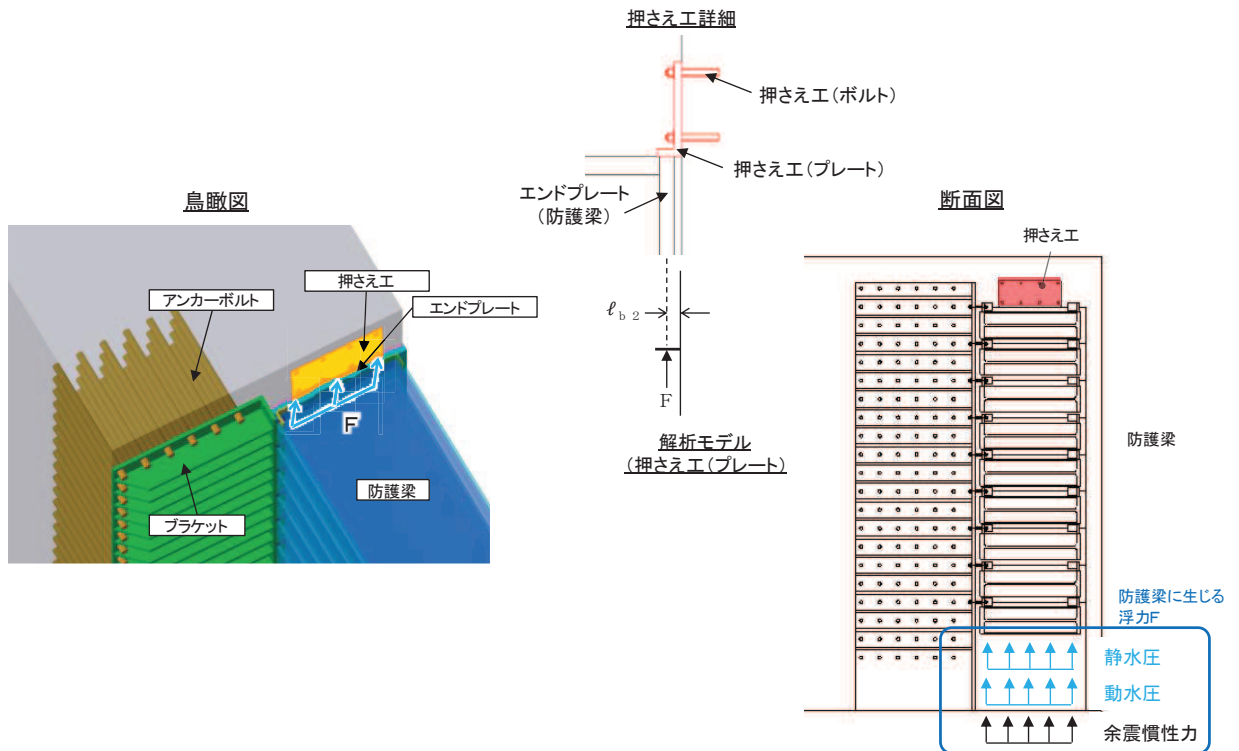 押さえ工詳細
押さえ工(ボルト)
押さえ工(プレート)
エンドプレート
(防護梁)
鳥瞰図
押さえ工
アンカーボルト
エンドプレート
F
防護梁
ブラケット
ℓb2
F
解析モデル
(押さえ工(プレート)
断面図
押さえ工
防護梁
防護梁に生じる
浮力F
静水圧
動水圧
余震慣性力